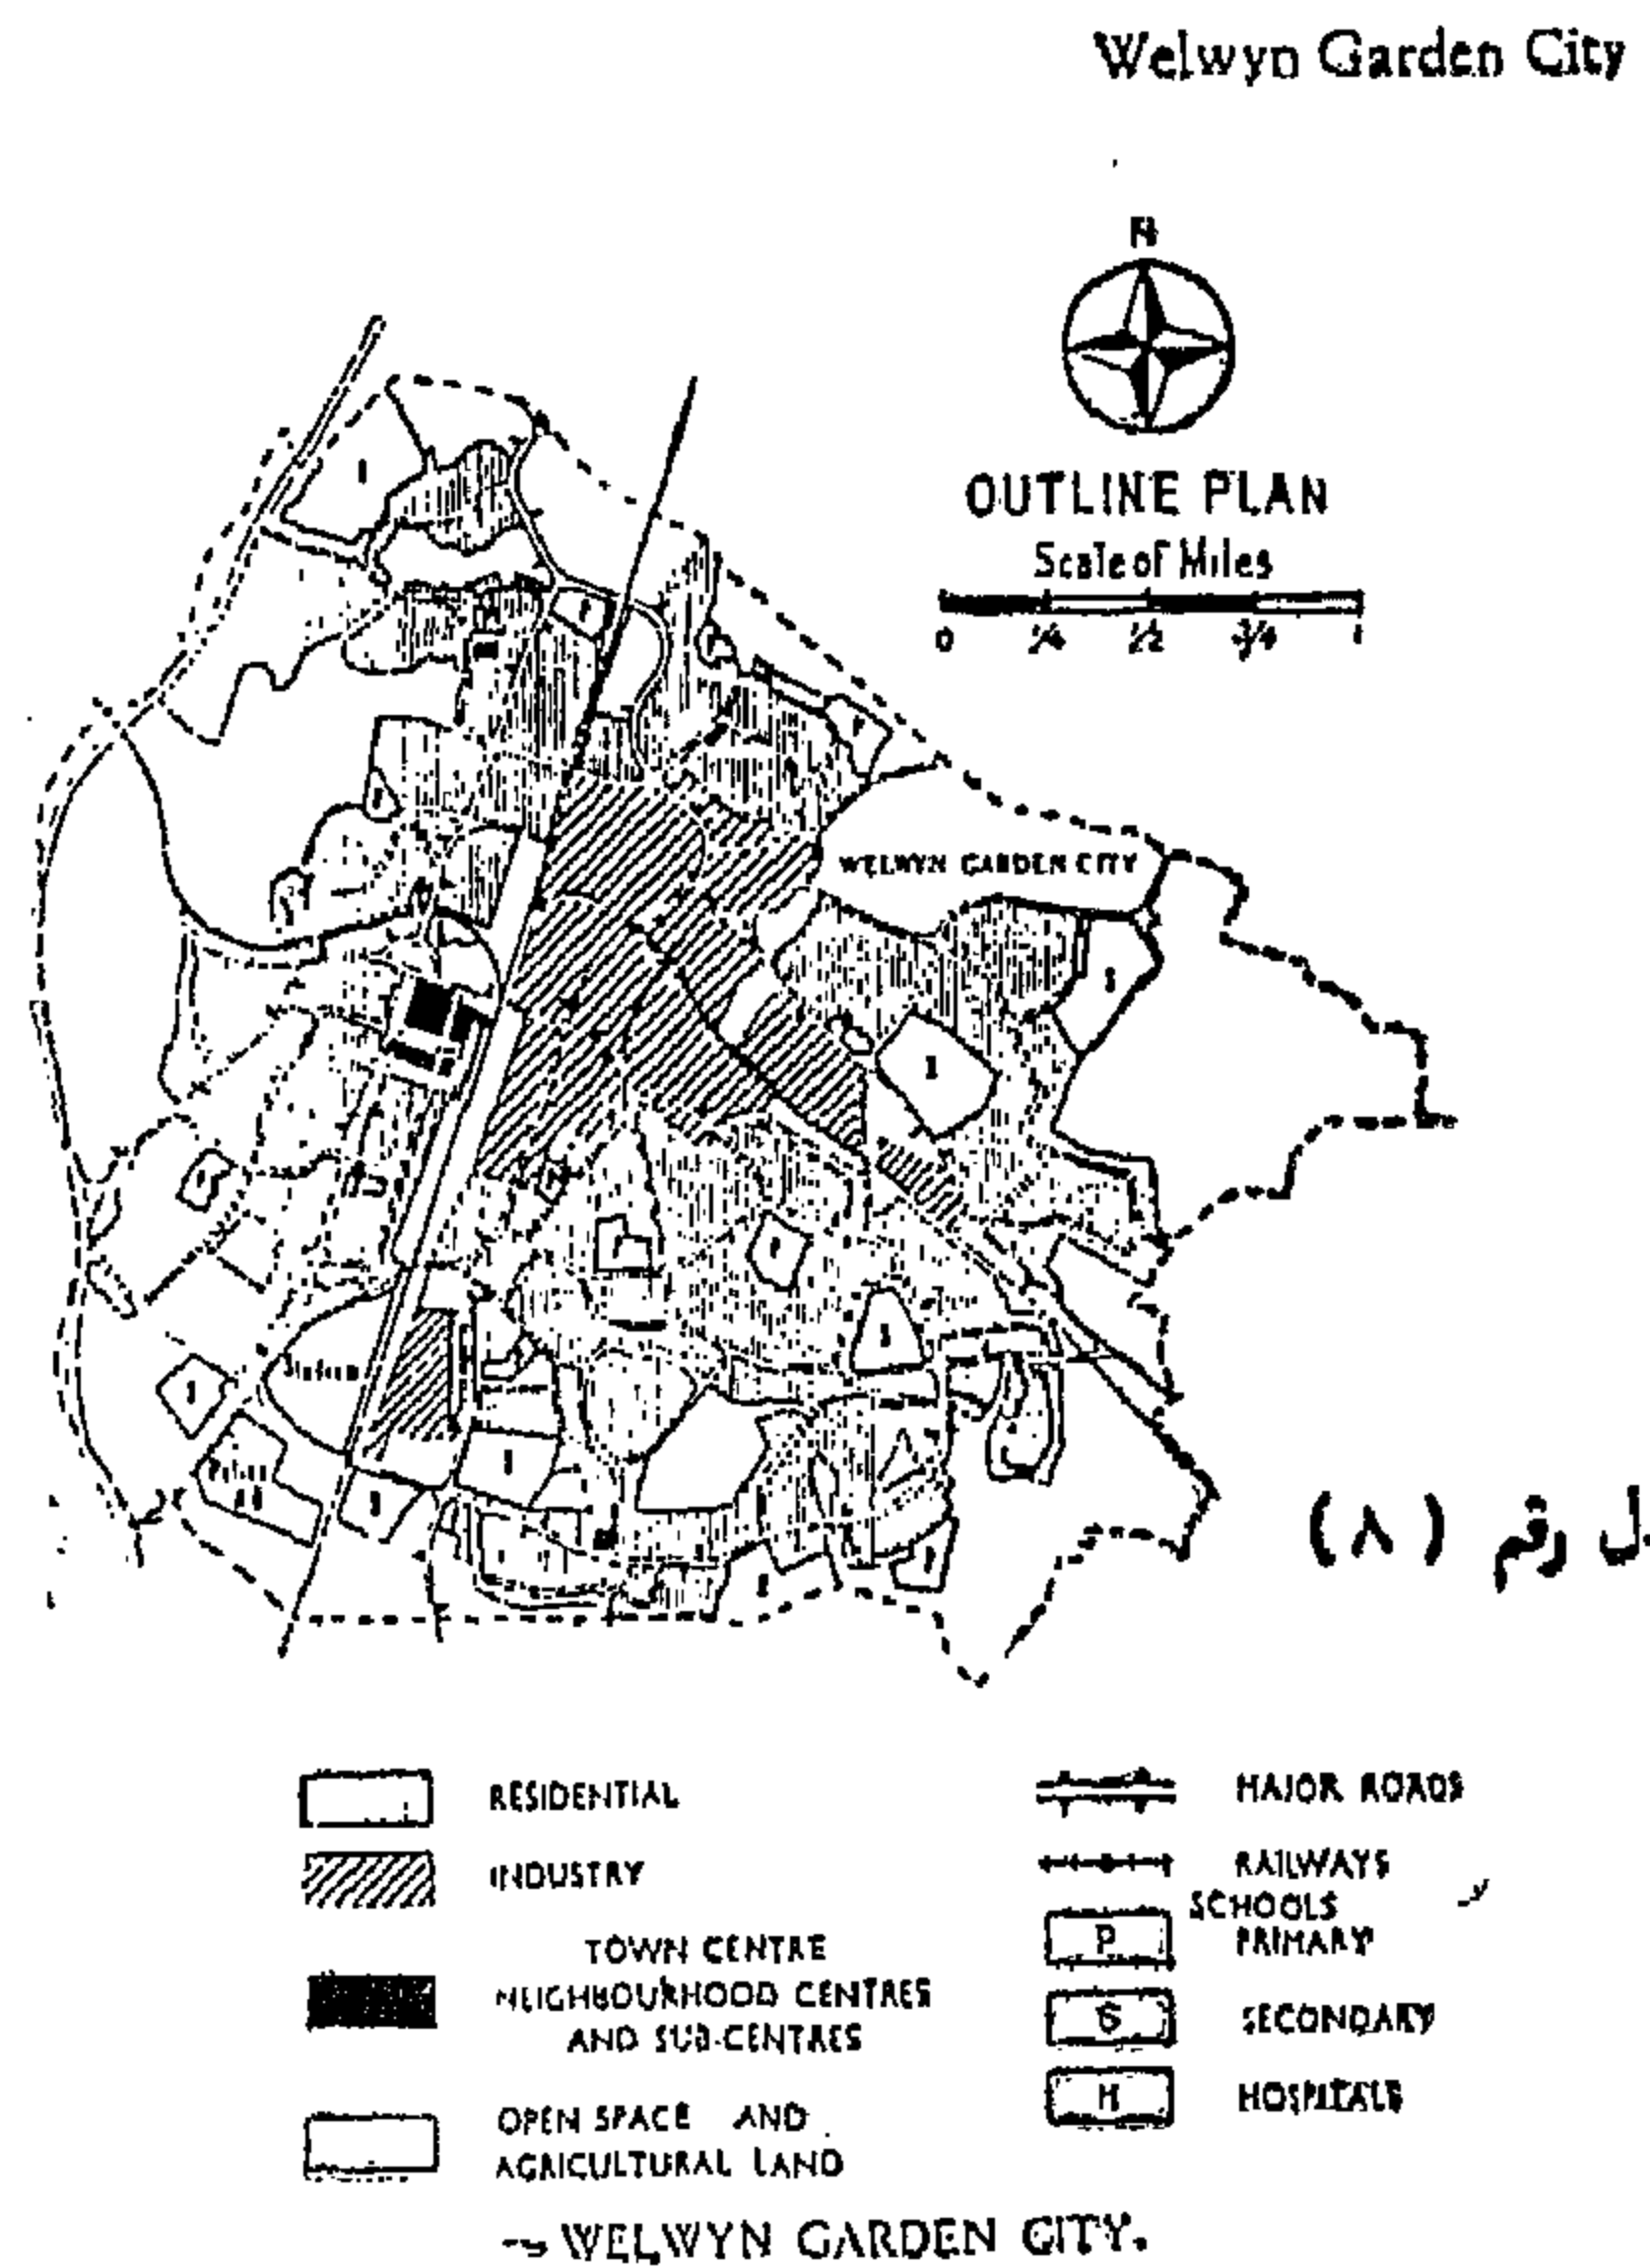 Welwyn Garden City
N
OUTLINE PLAN
Scale of Miles
0 1/4 1/2 3/4 1
WELWYN GARDEN CITY
ل رقم (٨)
RESIDENTIAL
INDUSTRY
TOWN CENTRE
NEIGHBOURHOOD CENTRES
AND SUB-CENTRES
OPEN SPACE AND
AGRICULTURAL LAND
MAJOR ROADS
RAILWAYS
SCHOOLS
P PRIMARY
S SECONDARY
H HOSPITALS
WELWYN GARDEN CITY.